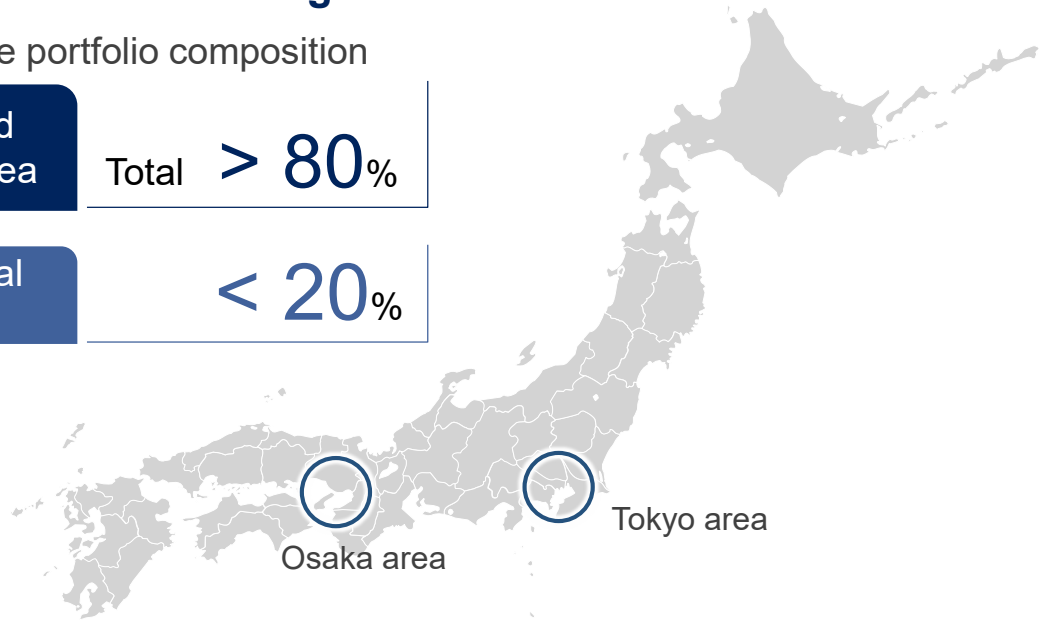 g
e portfolio composition
d
ea
Total > 80%
al
< 20%
Tokyo area
Osaka area